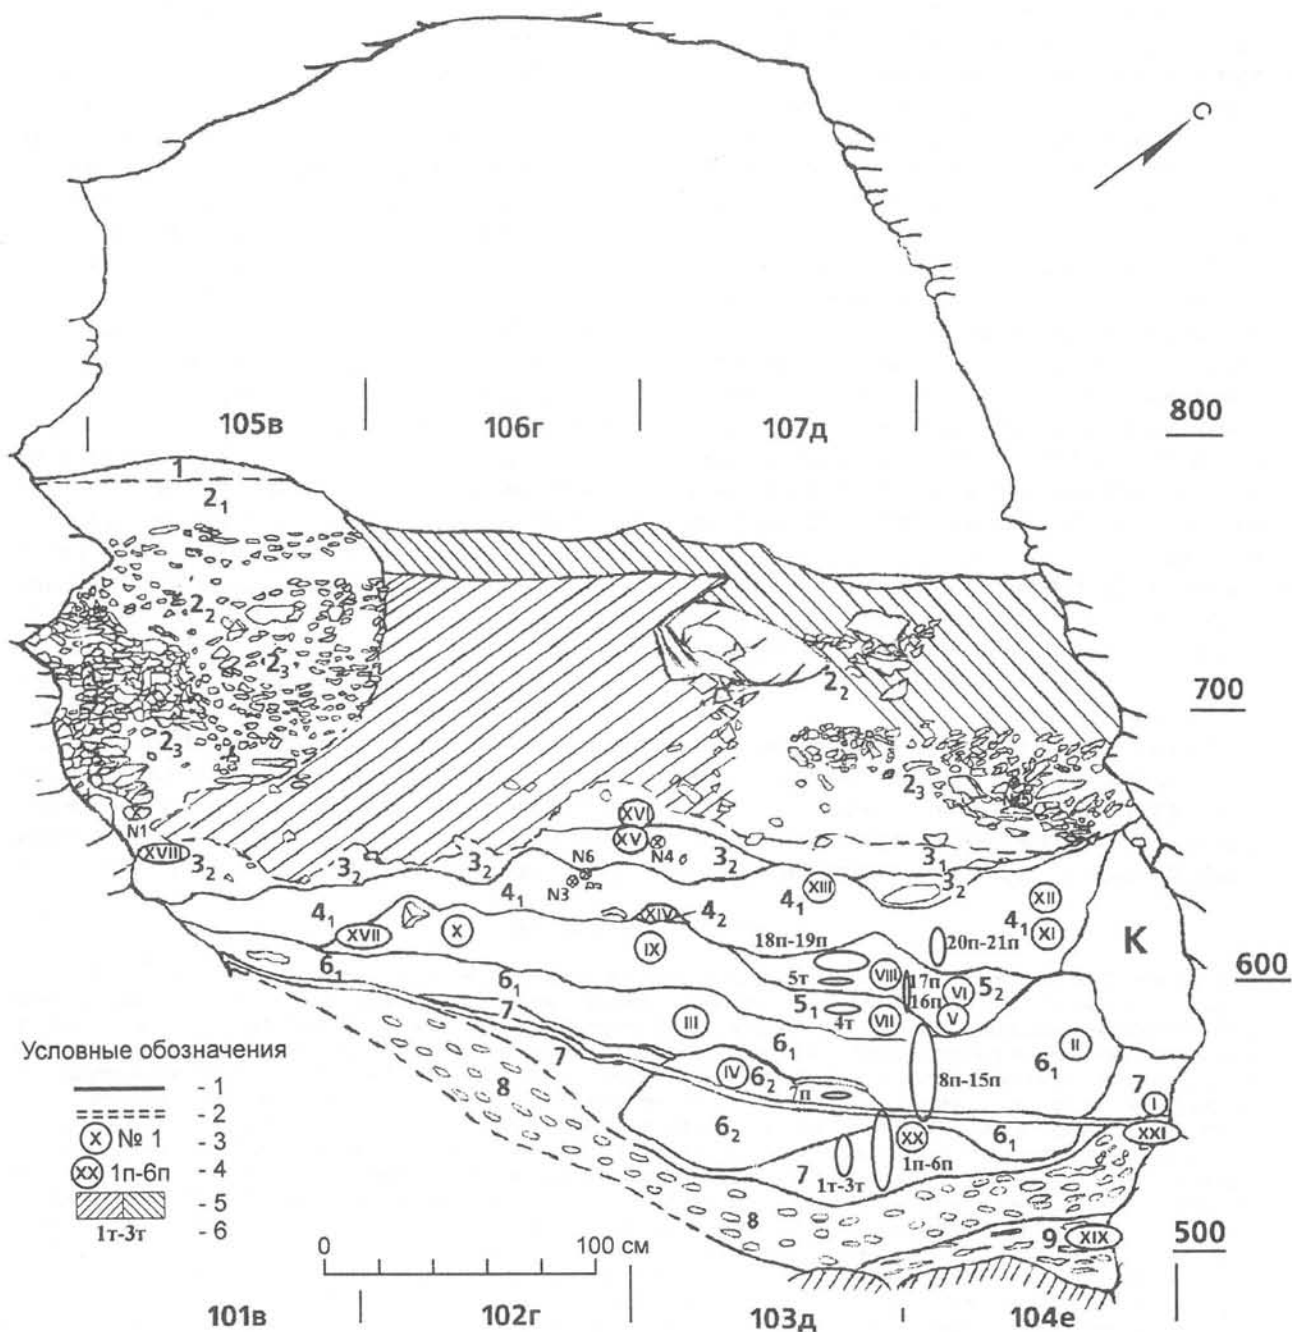 С
800
105в 106г 107д
1
2₁
2₂
2₃
2₂
700
2₃
2₃
N1
N5
XVI
XV N4
XVIII 3₂ 3₂ 3₂ 3₂ 3₁
3₂
N6
N3
4₁ XIV 4₂ XIII 4₁ XII
4₁ XVII X IX 18п-19п 20п-21п 4₁ XI
К
600
6₁ 6₁ 5т VIII 17п VI 5₂
16п
5₁ 4т VII V
III 6₁ 6₁ II
7
7 IV 6₂ 7п 8п-15п 7 I
8
6₂ XX 6₁ XXI
7 1т-3т 1п-6п
8
9 XIX 500
Условные обозначения
- 1
- 2
X № 1 - 3
XX 1п-6п - 4
- 5
1т-3т - 6
0 100 см
101в 102г 103д 104е